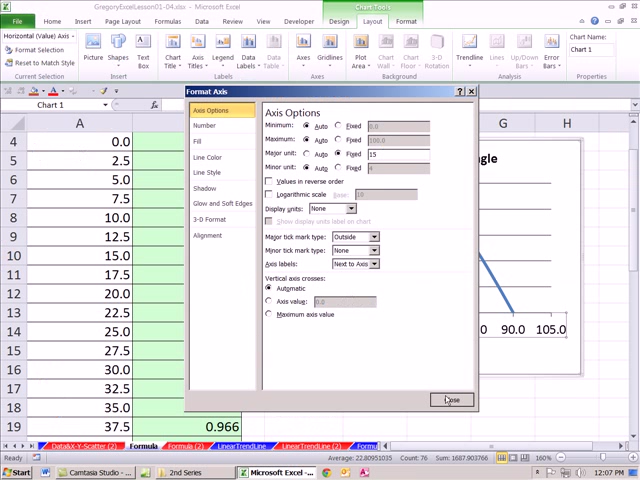 GregoryExcelLesson01-04.xlsx - Microsoft Excel
Chart Tools
File Home Insert Page Layout Formulas Data Review View Developer Design Layout Format
Horizontal (Value) Axis
Format Selection
Reset to Match Style
Current Selection
Picture Shapes Text Box
Insert
Chart Title Axis Titles Legend Data Labels Data Table
Labels
Axes Gridlines
Axes
Plot Area Chart Wall Chart Floor 3-D Rotation
Background
Trendline Lines Up/Down Bars Error Bars
Analysis
Chart Name:
Chart 1
Properties
Chart 1
fx
A G H
4 0.0
5 2.5
6 5.0
7 7.5
8 10.0
9 12.5
10 15.0
11 17.5
12 20.0
13 22.5
14 25.0
15 27.5
16 30.0
17 32.5
18 35.0
19 37.5 0.966
Format Axis
Axis Options
Number
Fill
Line Color
Line Style
Shadow
Glow and Soft Edges
3-D Format
Alignment
Axis Options
Minimum: Auto Fixed 0.0
Maximum: Auto Fixed 100.0
Major unit: Auto Fixed 15
Minor unit: Auto Fixed 4
Values in reverse order
Logarithmic scale Base: 10
Display units: None
Show display units label on chart
Major tick mark type: Outside
Minor tick mark type: None
Axis labels: Next to Axis
Vertical axis crosses:
Automatic
Axis value: 0.0
Maximum axis value
Close
ngle
.0 90.0 105.0
Data&X-Y-Scatter (2) Formula Formula (2) LinearTrendLine LinearTrendLine (2) Formu
Ready Average: 22.80951035 Count: 76 Sum: 1687.903766 160%
Start Camtasia Studio - ... 2nd Series Microsoft Excel -... 12:07 PM